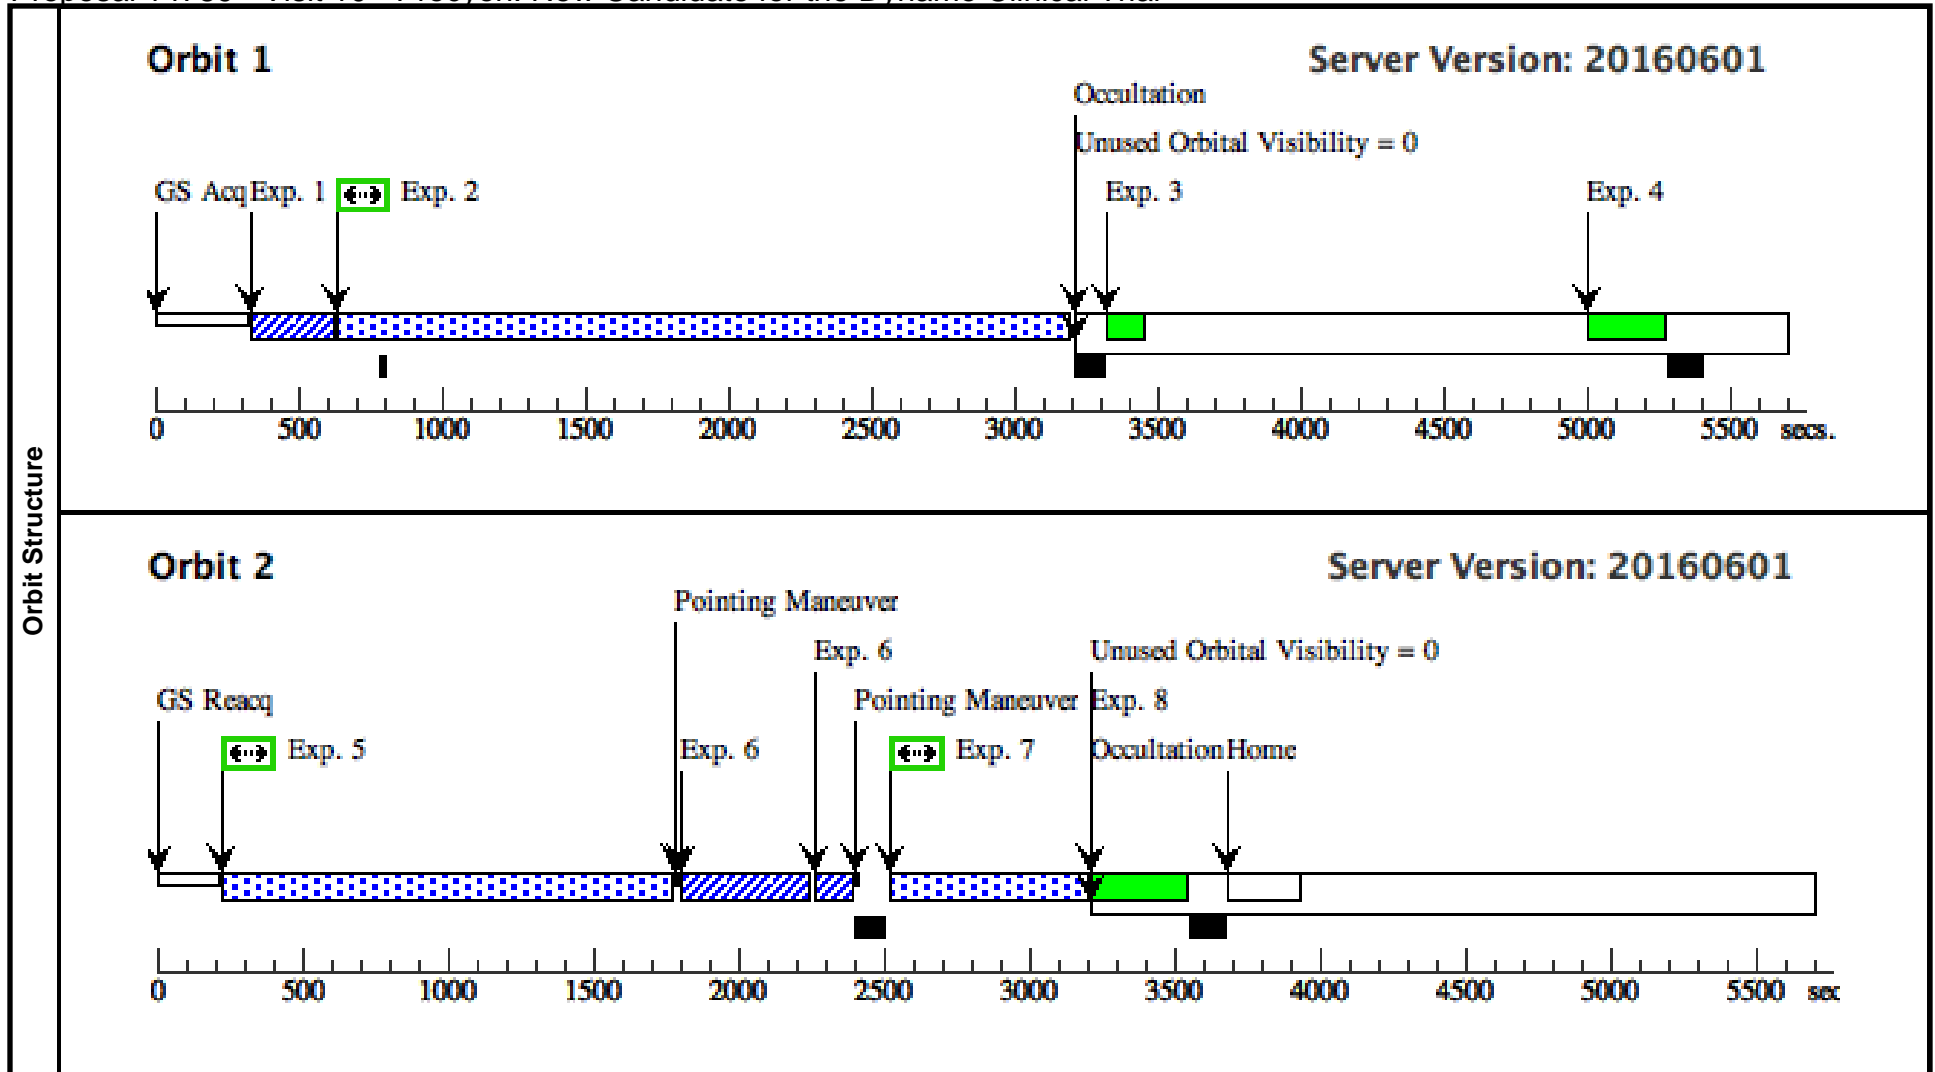 Orbit Structure
Orbit 1
Server Version: 20160601
Occultation
Unused Orbital Visibility = 0
GS Acq Exp. 1 Exp. 2 Exp. 3 Exp. 4
0 500 1000 1500 2000 2500 3000 3500 4000 4500 5000 5500 secs.
Orbit 2
Server Version: 20160601
Pointing Maneuver
Exp. 6 Unused Orbital Visibility = 0
GS Reacq Pointing Maneuver Exp. 8
Exp. 5 Exp. 6 Exp. 7 Occultation Home
0 500 1000 1500 2000 2500 3000 3500 4000 4500 5000 5500 sec